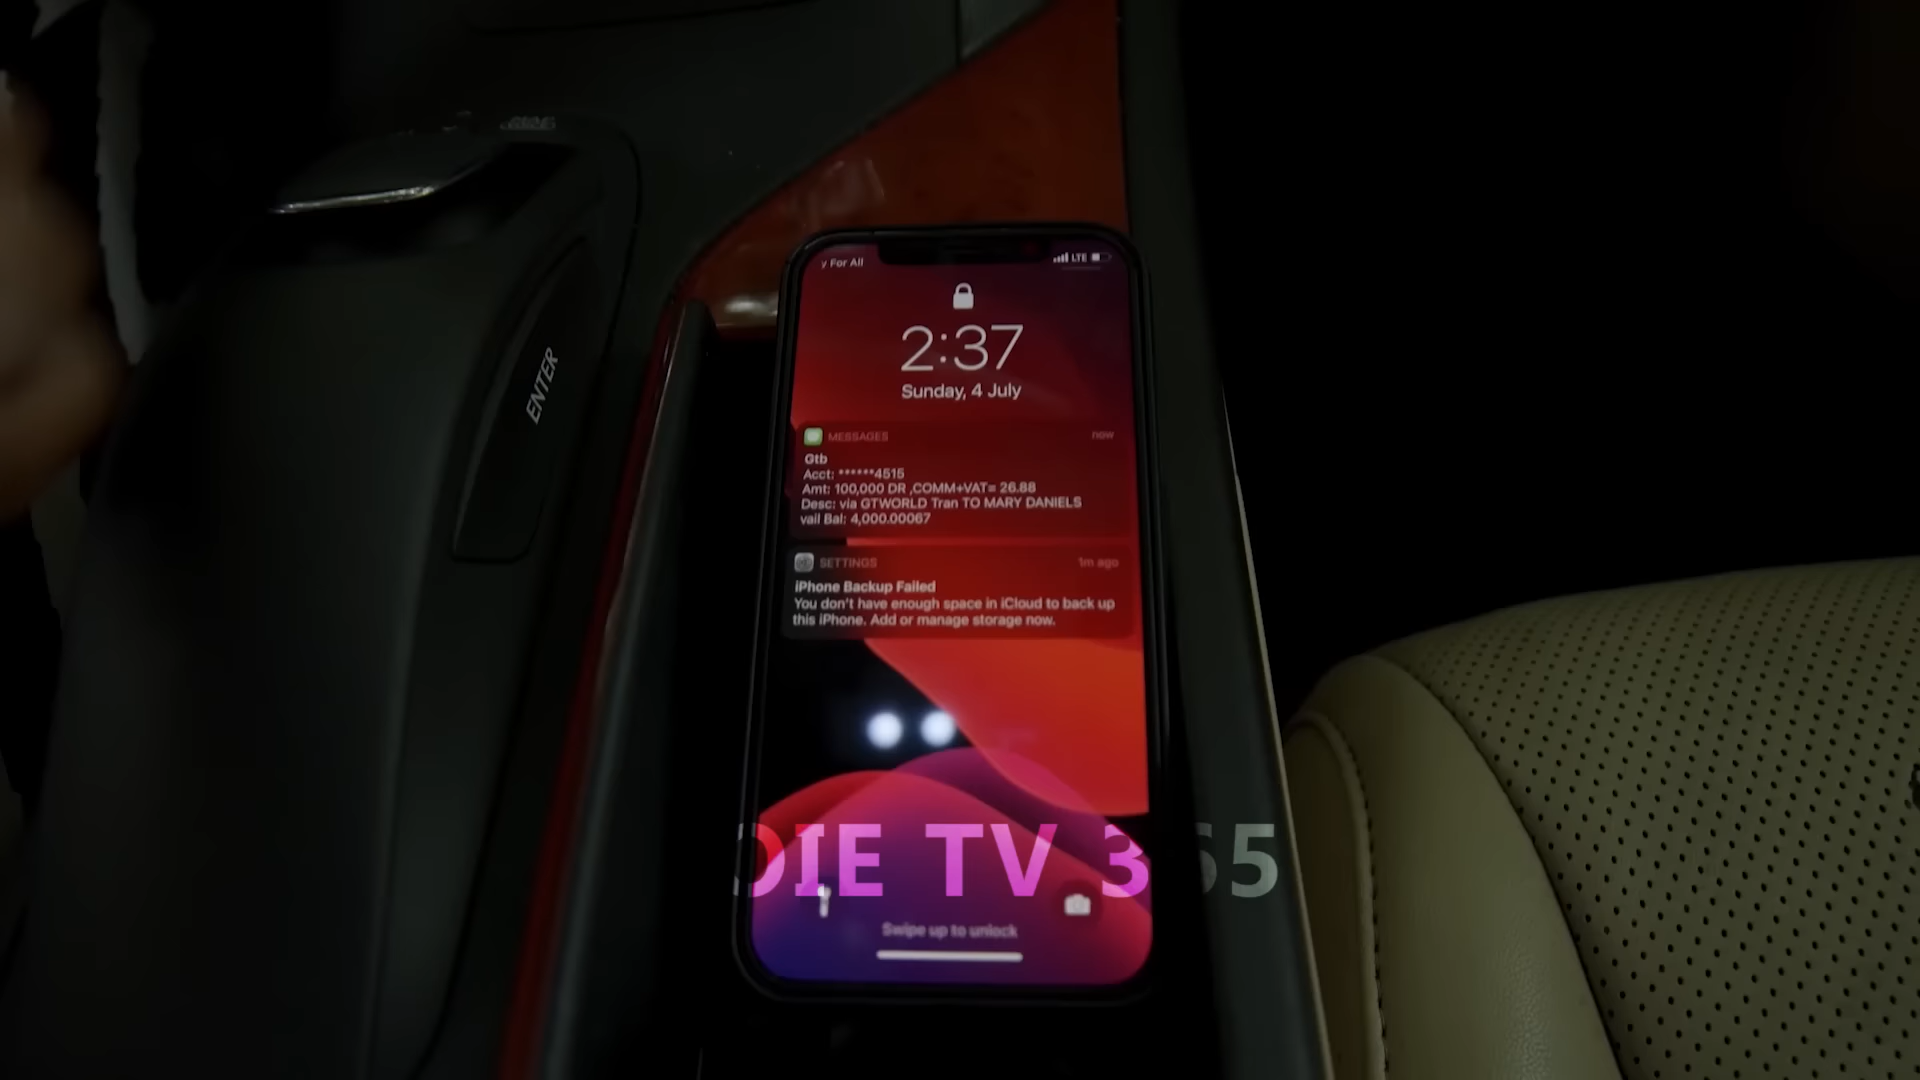 ENTER
y For All
LTE
2:37
Sunday, 4 July
MESSAGES
now
Gtb
Acct: ******4515
Amt: 100,000 DR ,COMM+VAT= 26.88
Desc: via GTWORLD Tran TO MARY DANIELS
vail Bal: 4,000.00067
SETTINGS
1m ago
iPhone Backup Failed
You don't have enough space in iCloud to back up
this iPhone. Add or manage storage now.
DIE TV 365
Swipe up to unlock